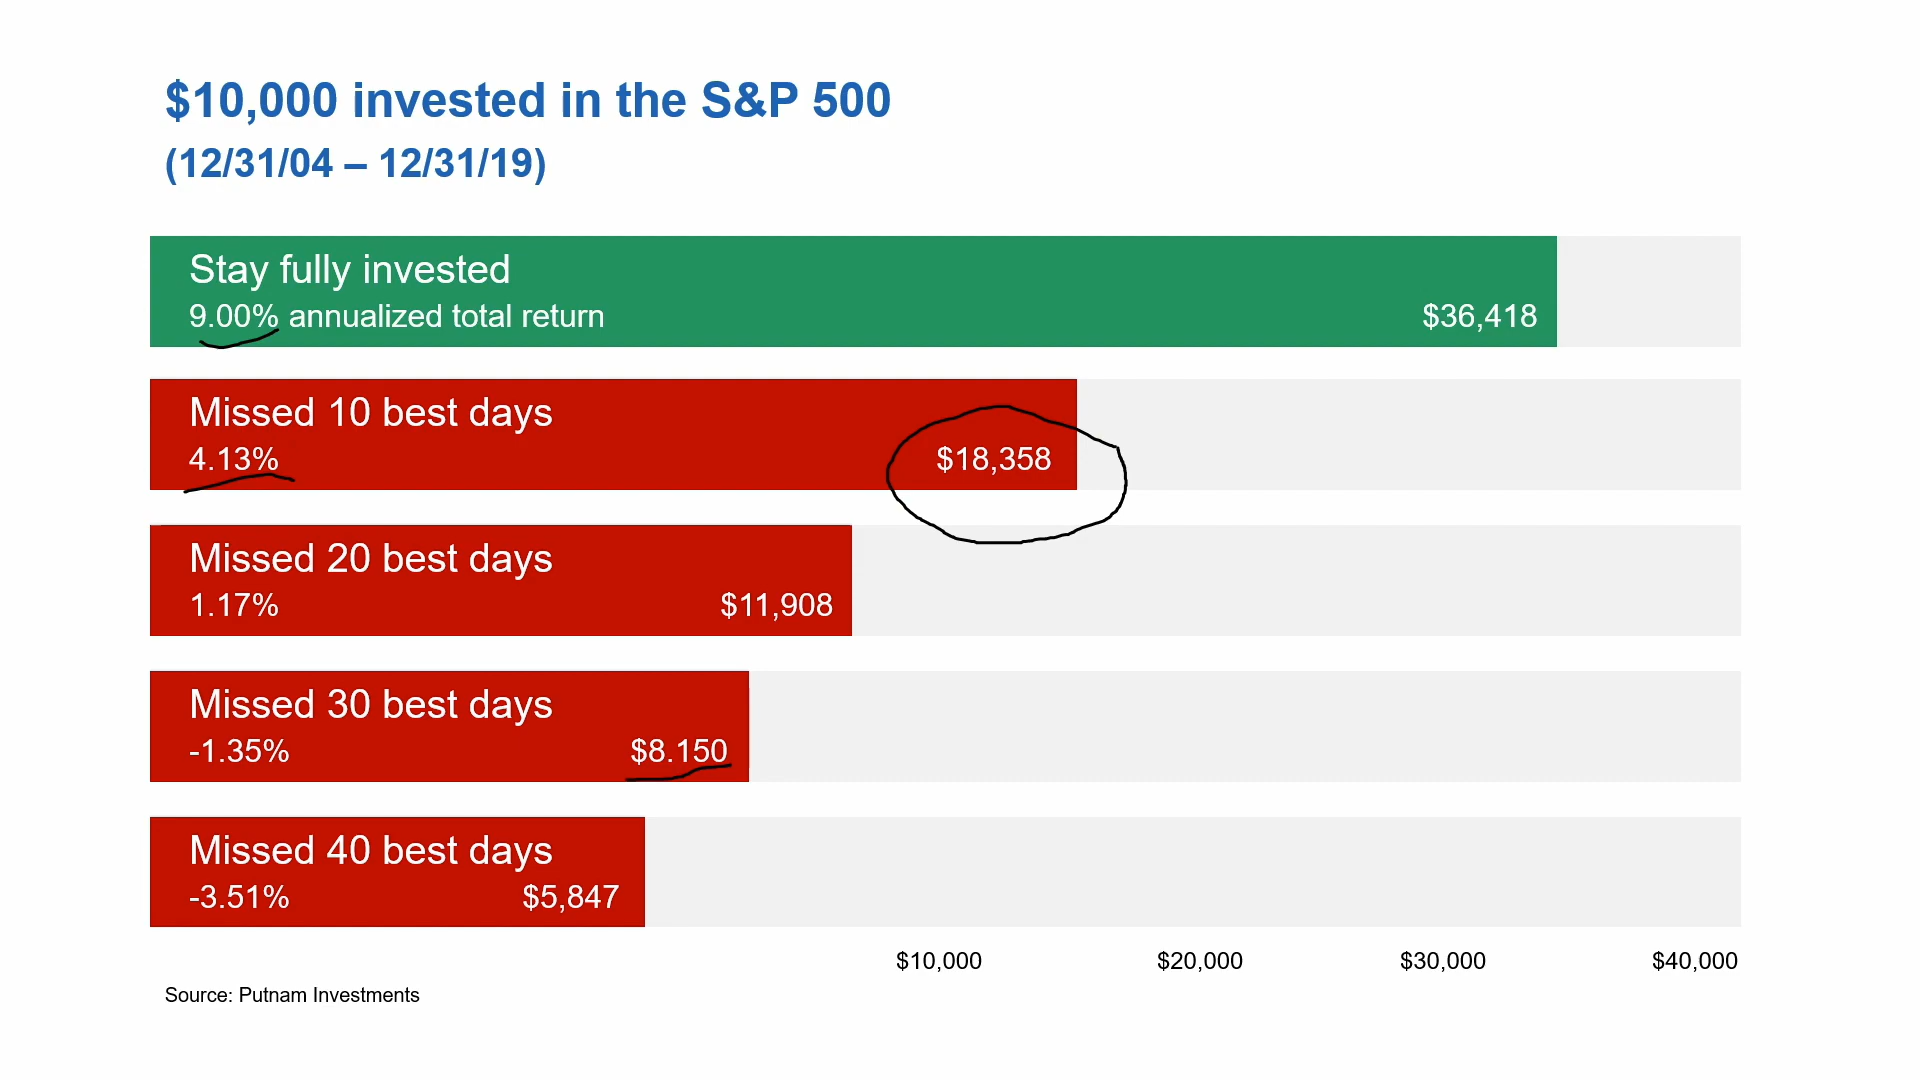 $10,000 invested in the S&P 500
(12/31/04 – 12/31/19)
Stay fully invested
9.00% annualized total return $36,418
Missed 10 best days
4.13% $18,358
Missed 20 best days
1.17% $11,908
Missed 30 best days
-1.35% $8.150
Missed 40 best days
-3.51% $5,847
$10,000 $20,000 $30,000 $40,000
Source: Putnam Investments